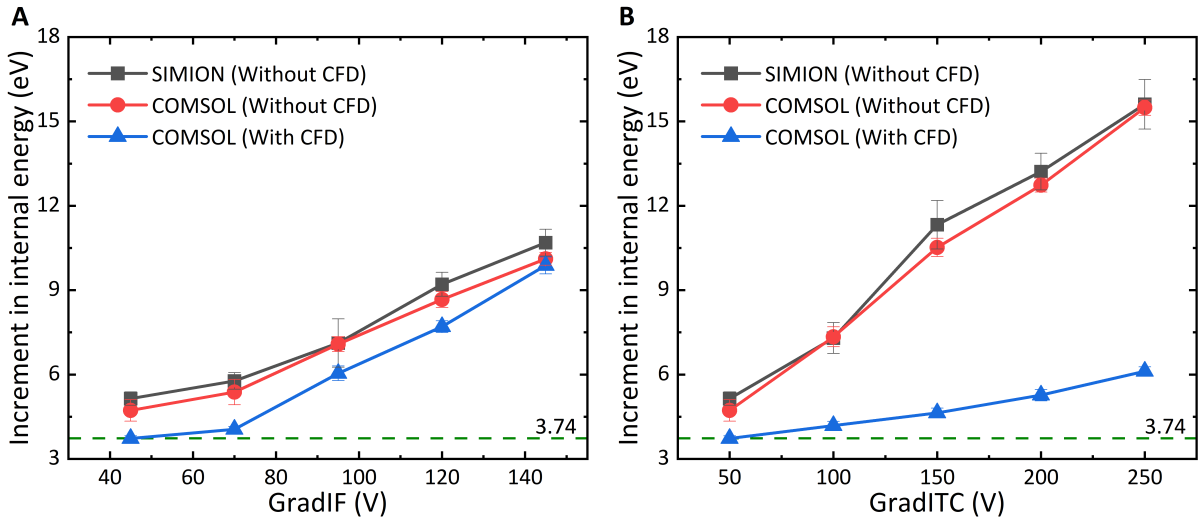 A
Increment in internal energy (eV)
18
15
12
9
6
3
SIMION (Without CFD)
COMSOL (Without CFD)
COMSOL (With CFD)
3.74
40 60 80 100 120 140
GradIF (V)
B
Increment in internal energy (eV)
18
15
12
9
6
3
SIMION (Without CFD)
COMSOL (Without CFD)
COMSOL (With CFD)
3.74
50 100 150 200 250
GradITC (V)